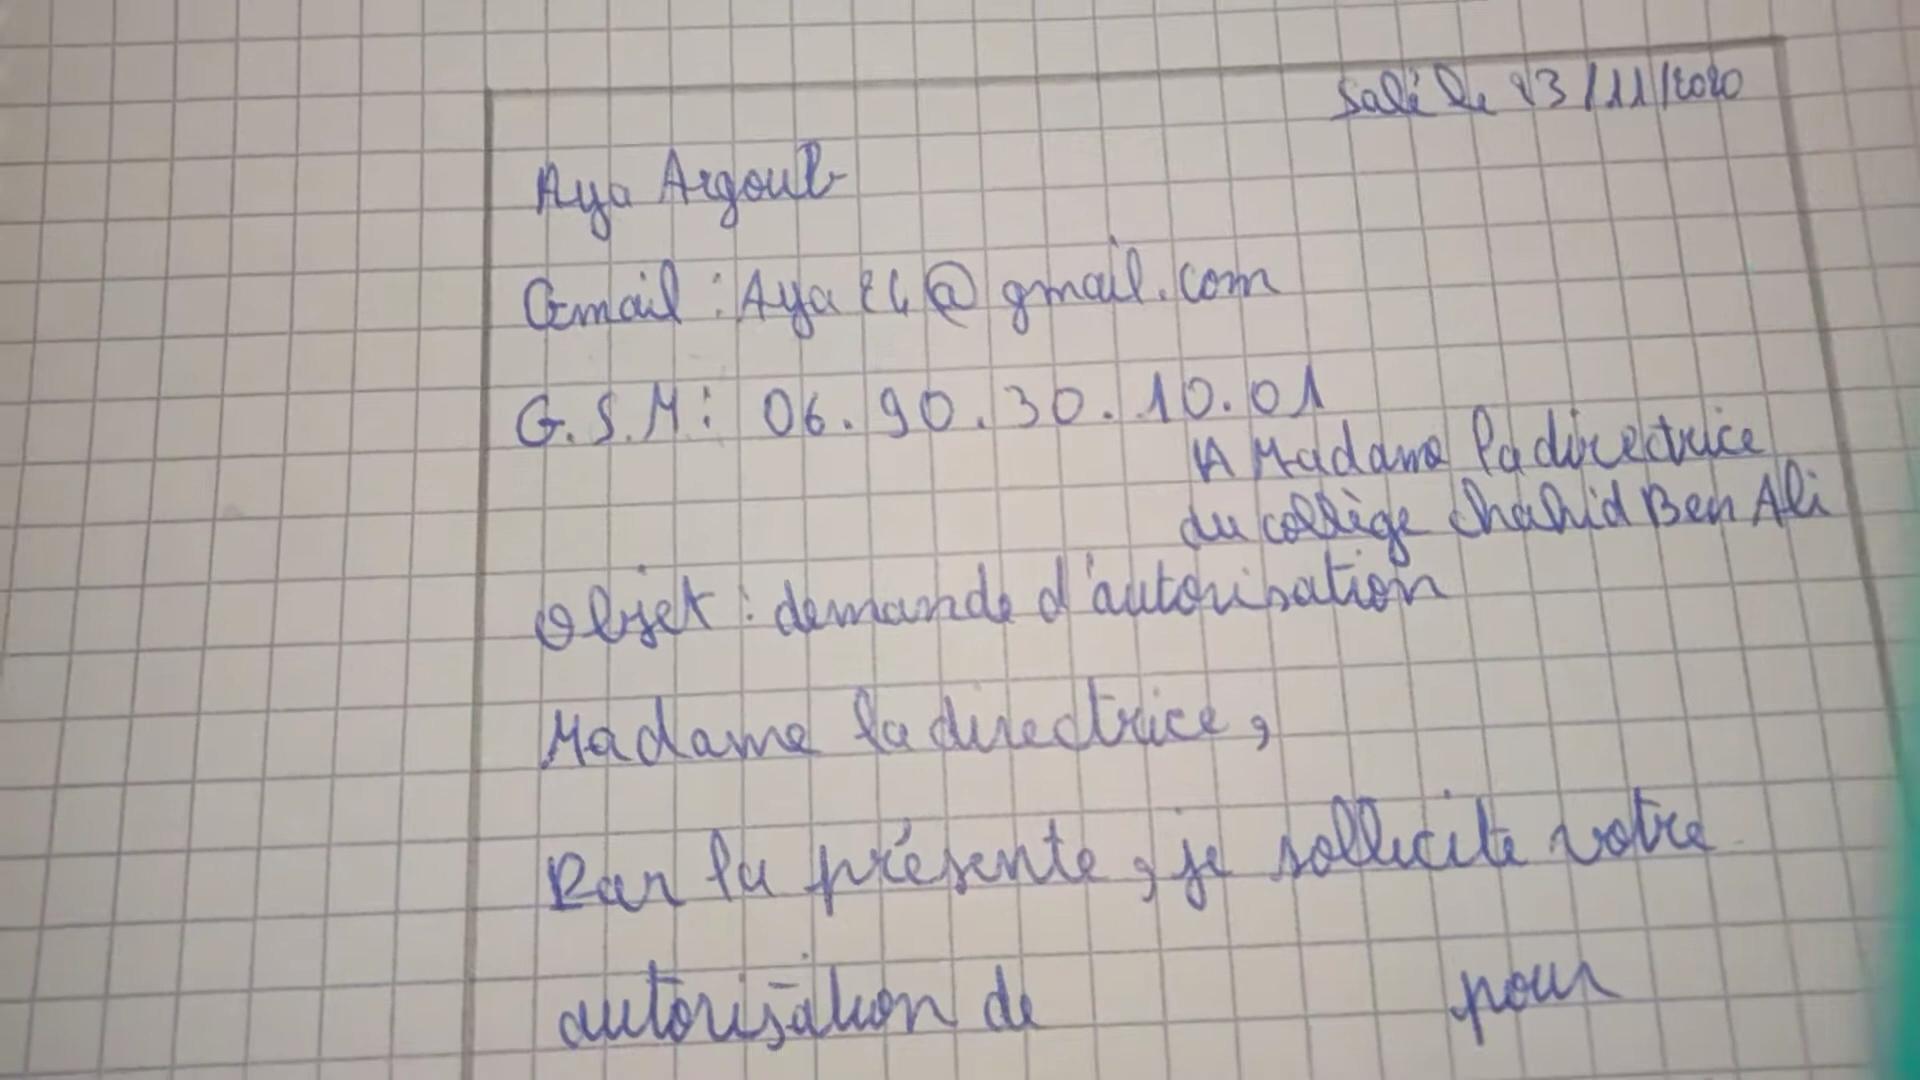 Salé le 23/11/2020
Aya Argoub
Gmail : Aya24@gmail.com
G.S.M : 06.90.30.10.01
A Madame la directrice
du collège Chahid Ben Ali
Objet : demande d'autorisation
Madame la directrice,
Par la présente, je sollicite votre
autorisation de pour